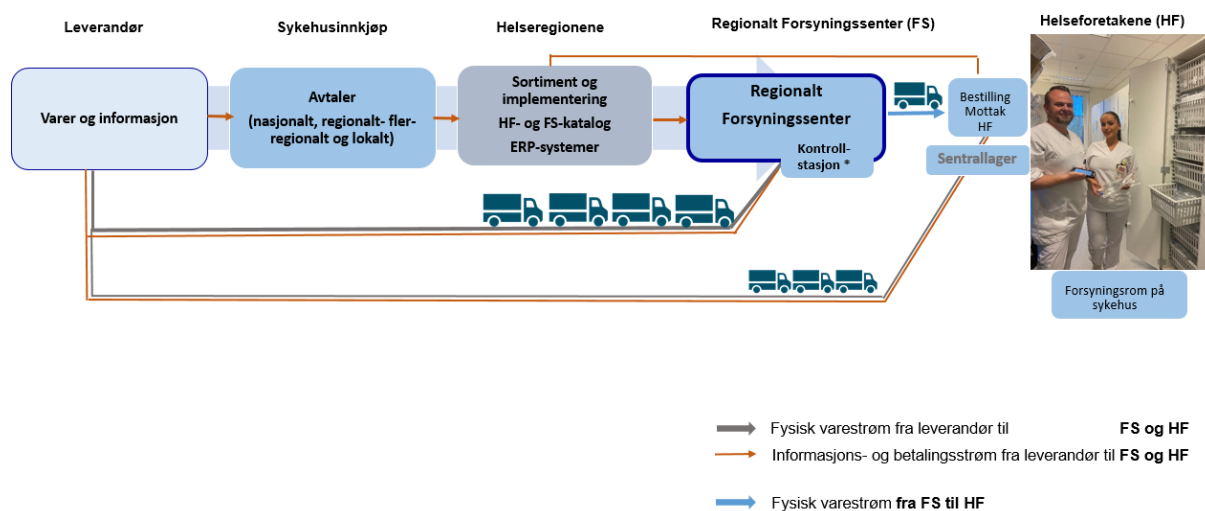 Leverandør
Sykehusinnkjøp
Helseregionene
Regionalt Forsyningssenter (FS)
Helseforetakene (HF)
Varer og informasjon
Avtaler
(nasjonalt, regionalt- fler-
regionalt og lokalt)
Sortiment og
implementering
HF- og FS-katalog
ERP-systemer
Regionalt
Forsyningssenter
Kontroll-
stasjon *
Bestilling
Mottak
HF
Sentrallager
Forsyningsrom på
sykehus
Fysisk varestrøm fra leverandør til FS og HF
Informasjons- og betalingsstrøm fra leverandør til FS og HF
Fysisk varestrøm fra FS til HF